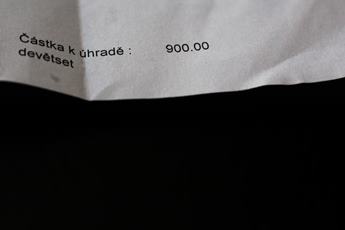 Částka k úhradě : 900.00
devětset